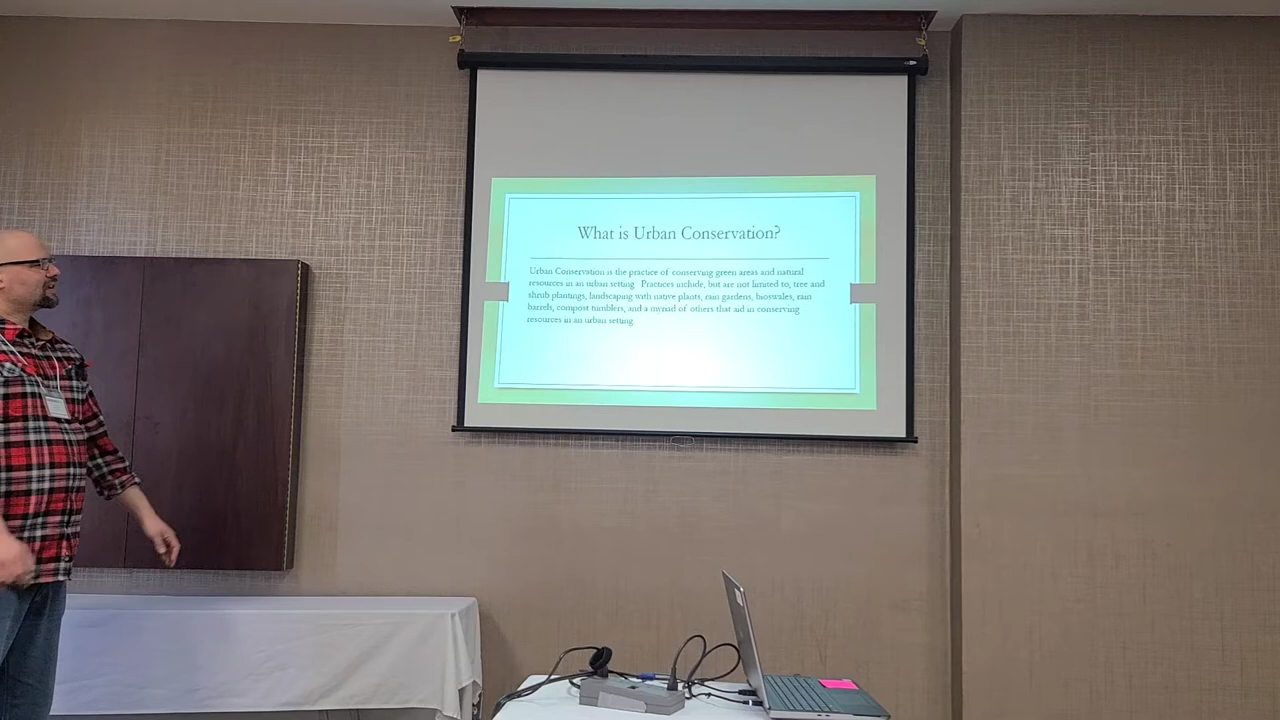 What is Urban Conservation?
Urban Conservation is the practice of conserving green areas and natural
resources in an urban setting. Practices include, but are not limited to, tree and
shrub plantings, landscaping with native plants, rain gardens, bioswales, rain
barrels, compost tumblers, and a myriad of others that aid in conserving
resources in an urban setting.